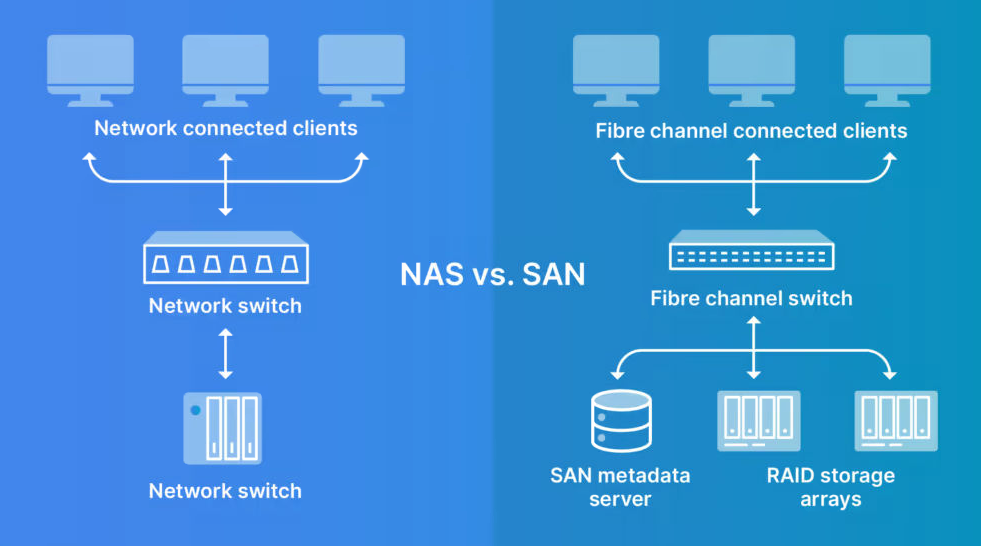 Network connected clients
Network switch
Network switch
NAS vs. SAN
Fibre channel connected clients
Fibre channel switch
SAN metadata
server
RAID storage
arrays